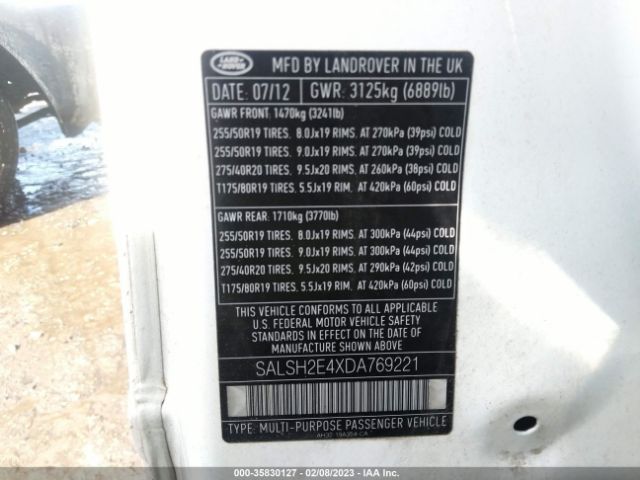 LAND ROVER
MFD BY LANDROVER IN THE UK
DATE: 07/12 GWR: 3125kg (6889lb)
GAWR FRONT: 1470kg (3241lb)
255/50R19 TIRES. 8.0Jx19 RIMS. AT 270kPa (39psi) COLD
255/50R19 TIRES. 9.0Jx19 RIMS. AT 270kPa (39psi) COLD
275/40R20 TIRES. 9.5Jx20 RIMS. AT 260kPa (38psi) COLD
T175/80R19 TIRES. 5.5Jx19 RIM. AT 420kPa (60psi) COLD
GAWR REAR: 1710kg (3770lb)
255/50R19 TIRES. 8.0Jx19 RIMS. AT 300kPa (44psi) COLD
255/50R19 TIRES. 9.0Jx19 RIMS. AT 300kPa (44psi) COLD
275/40R20 TIRES. 9.5Jx20 RIMS. AT 290kPa (42psi) COLD
T175/80R19 TIRES. 5.5Jx19 RIM. AT 420kPa (60psi) COLD
THIS VEHICLE CONFORMS TO ALL APPLICABLE
U.S. FEDERAL MOTOR VEHICLE SAFETY
STANDARDS IN EFFECT ON THE DATE OF
MANUFACTURE SHOWN ABOVE
SALSH2E4XDA769221
TYPE: MULTI-PURPOSE PASSENGER VEHICLE
000-35830127 - 02/08/2023 - IAA Inc.